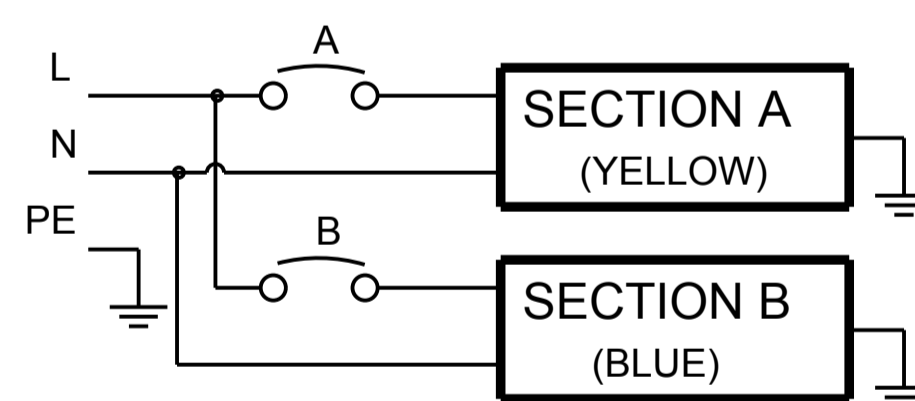 A
L
SECTION A
(YELLOW)
N
PE
B
SECTION B
(BLUE)